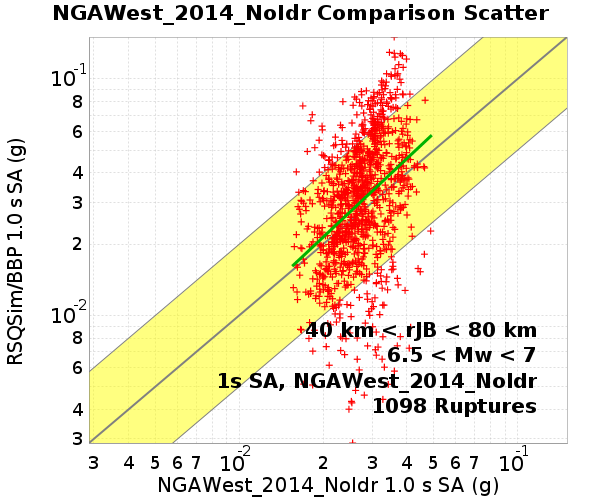 NGAWest_2014_NoIdr Comparison Scatter
RSQSim/BBP 1.0 s SA (g)
10-1
8
6
4
3
2
10-2
8
6
4
3
40 km < rJB < 80 km
6.5 < Mw < 7
1s SA, NGAWest_2014_NoIdr
1098 Ruptures
3 4 5 6 7 10-2 2 3 4 5 6 7 10-1
NGAWest_2014_NoIdr 1.0 s SA (g)